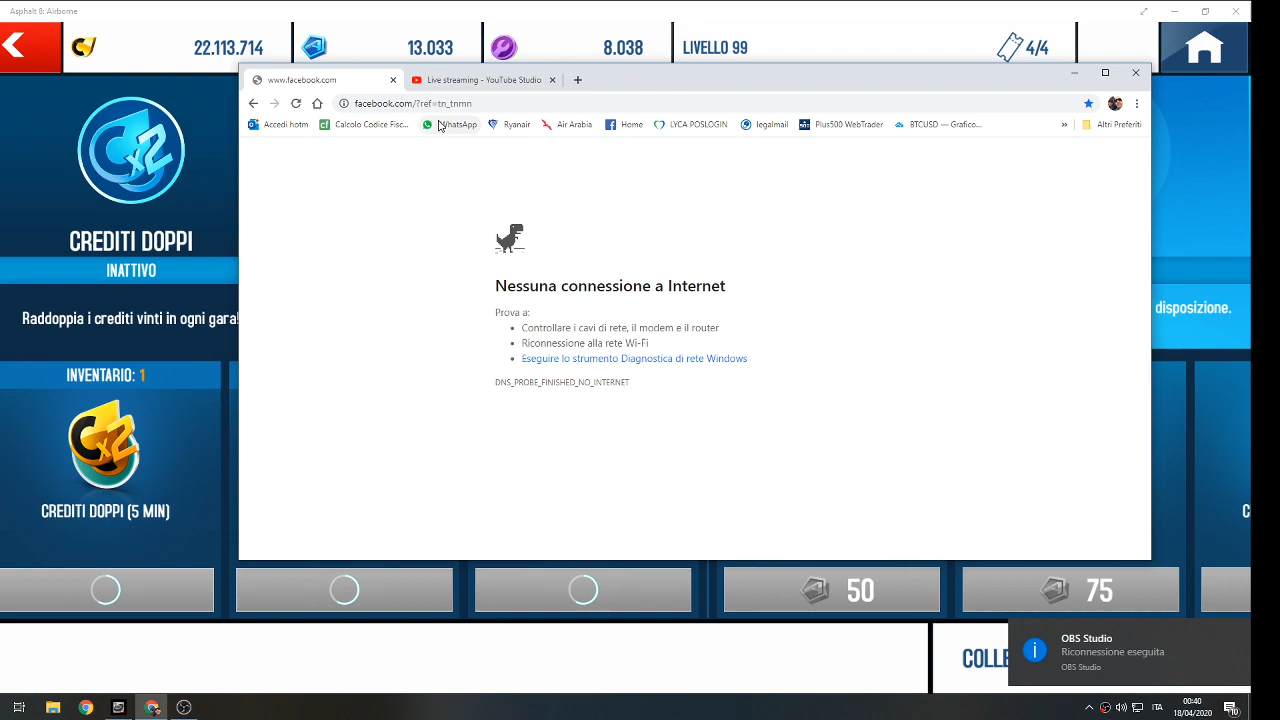 Asphalt 8: Airborne
22.113.714
13.033
8.038
LIVELLO 99
4/4
www.facebook.com
Live streaming - YouTube Studio
facebook.com/?ref=tn_tnmn
Accedi hotm
Calcolo Codice Fisc...
WhatsApp
Ryanair
Air Arabia
Home
LYCA POSLOGIN
legalmail
Plus500 WebTrader
BTCUSD — Grafico...
»
Altri Preferiti
CREDITI DOPPI
INATTIVO
Raddoppia i crediti vinti in ogni gara!
disposizione.
Nessuna connessione a Internet
Prova a:
Controllare i cavi di rete, il modem e il router
Riconnessione alla rete Wi-Fi
Eseguire lo strumento Diagnostica di rete Windows
DNS_PROBE_FINISHED_NO_INTERNET
INVENTARIO: 1
CREDITI DOPPI (5 MIN)
C
50
75
COLLE
OBS Studio
Riconnessione eseguita
OBS Studio
ITA
00:40
18/04/2020
10